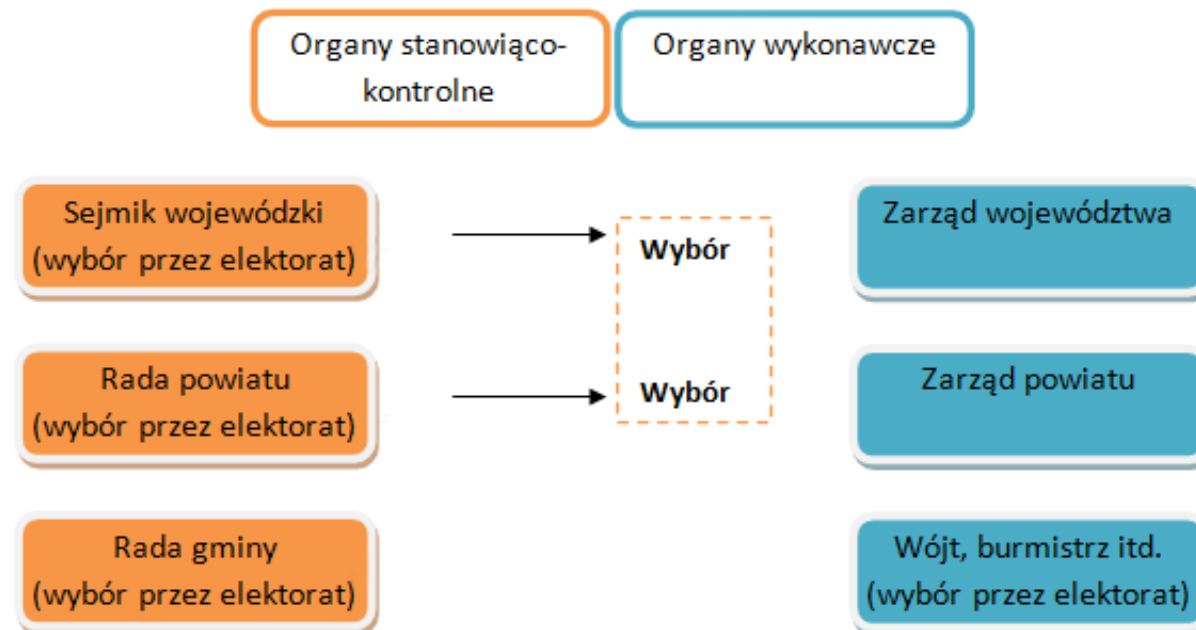 Organy stanowiąco-
kontrolne
Organy wykonawcze
Sejmik wojewódzki
(wybór przez elektorat)
Wybór
Zarząd województwa
Rada powiatu
(wybór przez elektorat)
Wybór
Zarząd powiatu
Rada gminy
(wybór przez elektorat)
Wójt, burmistrz itd.
(wybór przez elektorat)